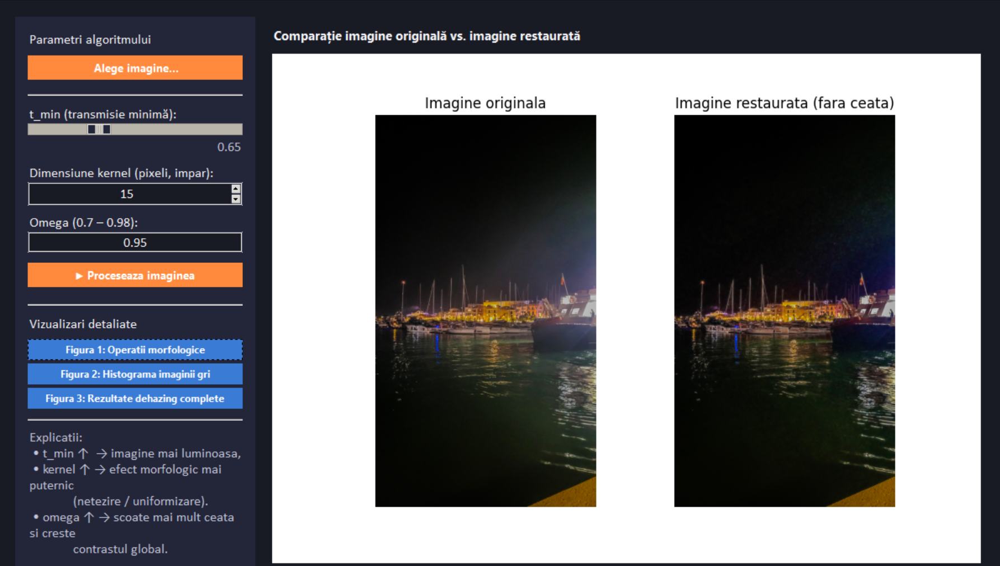 Parametri algoritmului
Alege imagine...
t_min (transmisie minimă):
0.65
Dimensiune kernel (pixeli, impar):
15
Omega (0.7 – 0.98):
0.95
► Proceseaza imaginea
Vizualizari detaliate
Figura 1: Operatii morfologice
Figura 2: Histograma imaginii gri
Figura 3: Rezultate dehazing complete
Explicatii:
• t_min ↑ → imagine mai luminoasa,
• kernel ↑ → efect morfologic mai
puternic
(netezire / uniformizare).
• omega ↑ → scoate mai mult ceata
si creste
contrastul global.
Comparație imagine originală vs. imagine restaurată
Imagine originala
Imagine restaurata (fara ceata)